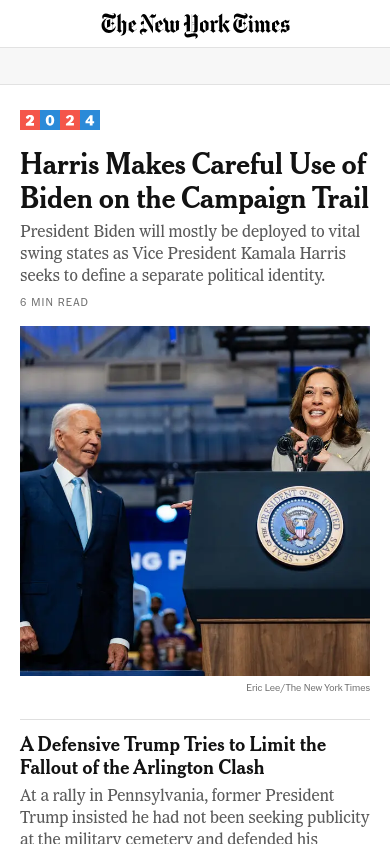 The New York Times
2024
Harris Makes Careful Use of
Biden on the Campaign Trail
President Biden will mostly be deployed to vital
swing states as Vice President Kamala Harris
seeks to define a separate political identity.
6 MIN READ
NG P
SEAL OF THE PRESIDENT OF THE UNITED STATES
Eric Lee/The New York Times
A Defensive Trump Tries to Limit the
Fallout of the Arlington Clash
At a rally in Pennsylvania, former President
Trump insisted he had not been seeking publicity
at the military cemetery and defended his